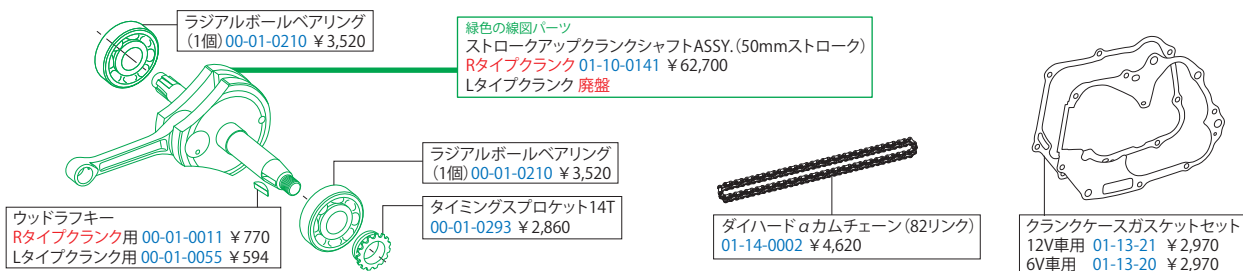 ラジアルボールベアリング
(1個) 00-01-0210 ￥3,520
緑色の線図パーツ
ストロークアップクランクシャフトASSY.(50mmストローク)
Rタイプクランク 01-10-0141 ￥62,700
Lタイプクランク 廃盤
ラジアルボールベアリング
(1個) 00-01-0210 ￥3,520
タイミングスプロケット14T
00-01-0293 ￥2,860
ウッドラフキー
Rタイプクランク用 00-01-0011 ￥770
Lタイプクランク用 00-01-0055 ￥594
ダイハードαカムチェーン(82リンク)
01-14-0002 ￥4,620
クランクケースガスケットセット
12V車用 01-13-21 ￥2,970
6V車用 01-13-20 ￥2,970